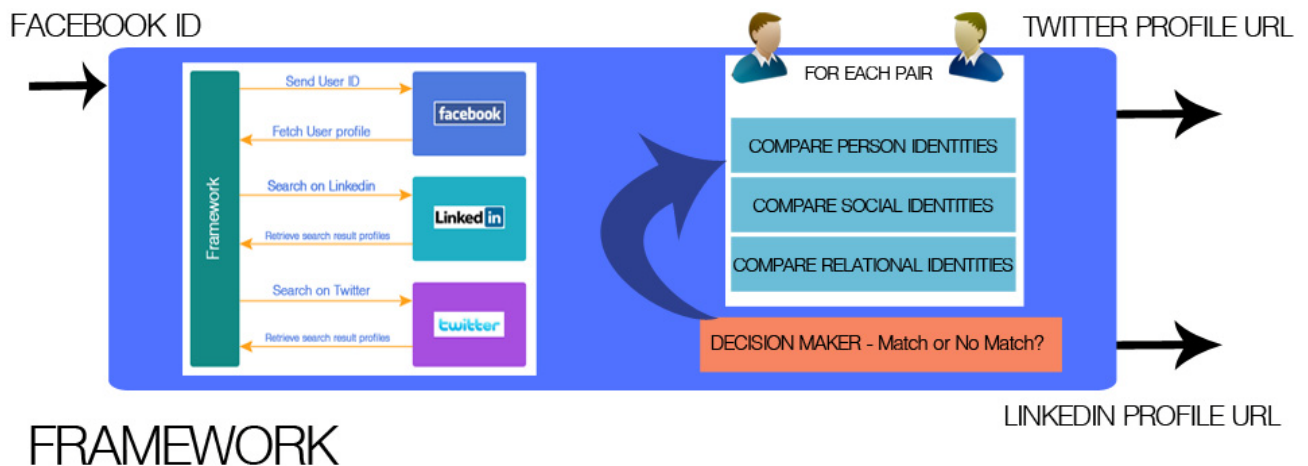 FACEBOOK ID
TWITTER PROFILE URL
Framework
Send User ID
facebook
Fetch User profile
Search on Linkedin
Linked in
Retrieve search result profiles
Search on Twitter
twitter
Retrieve search result profiles
FOR EACH PAIR
COMPARE PERSON IDENTITIES
COMPARE SOCIAL IDENTITIES
COMPARE RELATIONAL IDENTITIES
DECISION MAKER - Match or No Match?
LINKEDIN PROFILE URL
FRAMEWORK